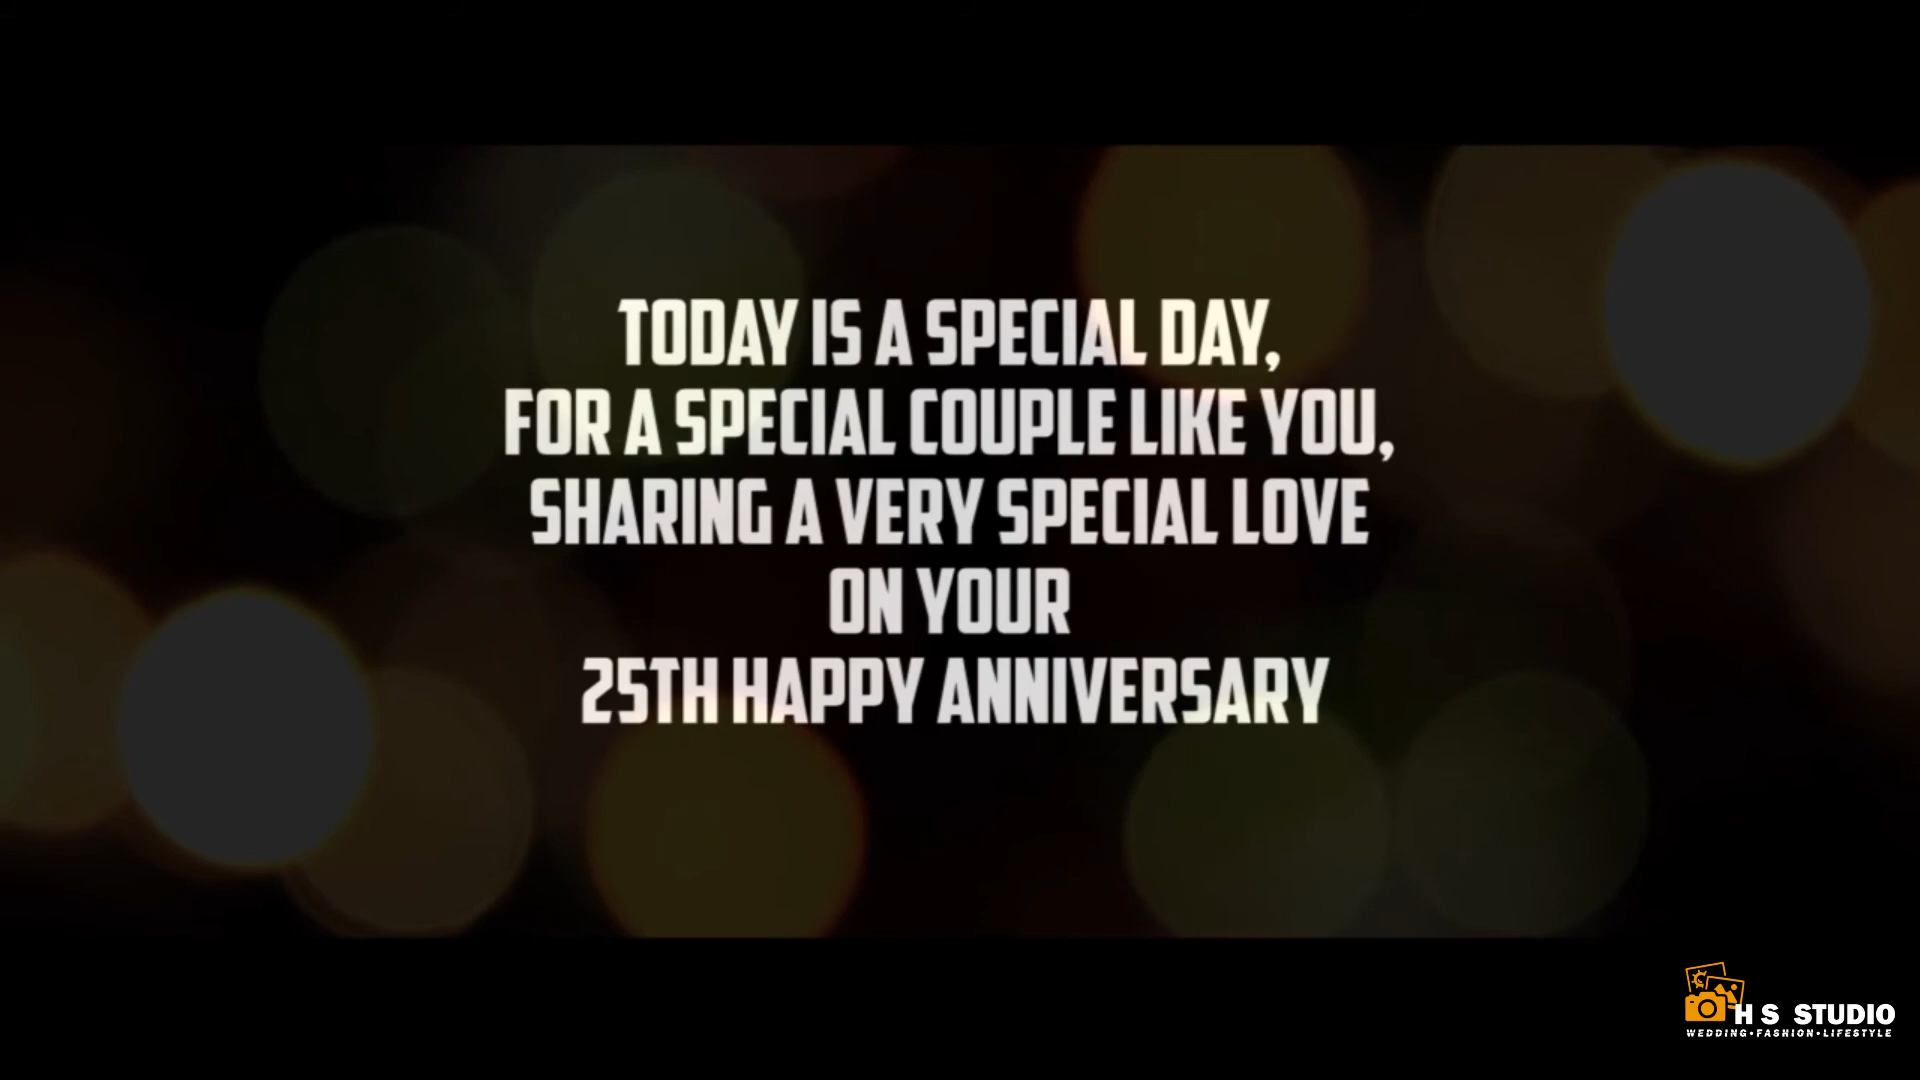 TODAY IS A SPECIAL DAY,
FOR A SPECIAL COUPLE LIKE YOU,
SHARING A VERY SPECIAL LOVE
ON YOUR
25TH HAPPY ANNIVERSARY
H S STUDIO
WEDDING•FASHION•LIFESTYLE